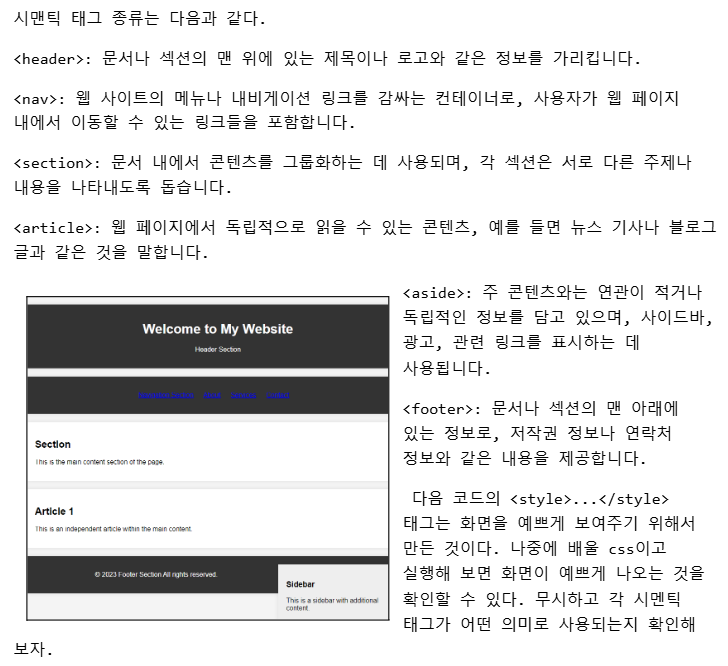 시맨틱 태그 종류는 다음과 같다.
<header>: 문서나 섹션의 맨 위에 있는 제목이나 로고와 같은 정보를 가리킵니다.
<nav>: 웹 사이트의 메뉴나 내비게이션 링크를 감싸는 컨테이너로, 사용자가 웹 페이지
내에서 이동할 수 있는 링크들을 포함합니다.
<section>: 문서 내에서 콘텐츠를 그룹화하는 데 사용되며, 각 섹션은 서로 다른 주제나
내용을 나타내도록 돕습니다.
<article>: 웹 페이지에서 독립적으로 읽을 수 있는 콘텐츠, 예를 들면 뉴스 기사나 블로그
글과 같은 것을 말합니다.
Welcome to My Website
Header Section
Navigation Section About Services Contact
Section
This is the main content section of the page.
Article 1
This is an independent article within the main content.
© 2023 Footer Section All rights reserved.
Sidebar
This is a sidebar with additional
content.
<aside>: 주 콘텐츠와는 연관이 적거나
독립적인 정보를 담고 있으며, 사이드바,
광고, 관련 링크를 표시하는 데
사용됩니다.
<footer>: 문서나 섹션의 맨 아래에
있는 정보로, 저작권 정보나 연락처
정보와 같은 내용을 제공합니다.
다음 코드의 <style>...</style>
태그는 화면을 예쁘게 보여주기 위해서
만든 것이다. 나중에 배울 css이고
실행해 보면 화면이 예쁘게 나오는 것을
확인할 수 있다. 무시하고 각 시멘틱
태그가 어떤 의미로 사용되는지 확인해
보자.